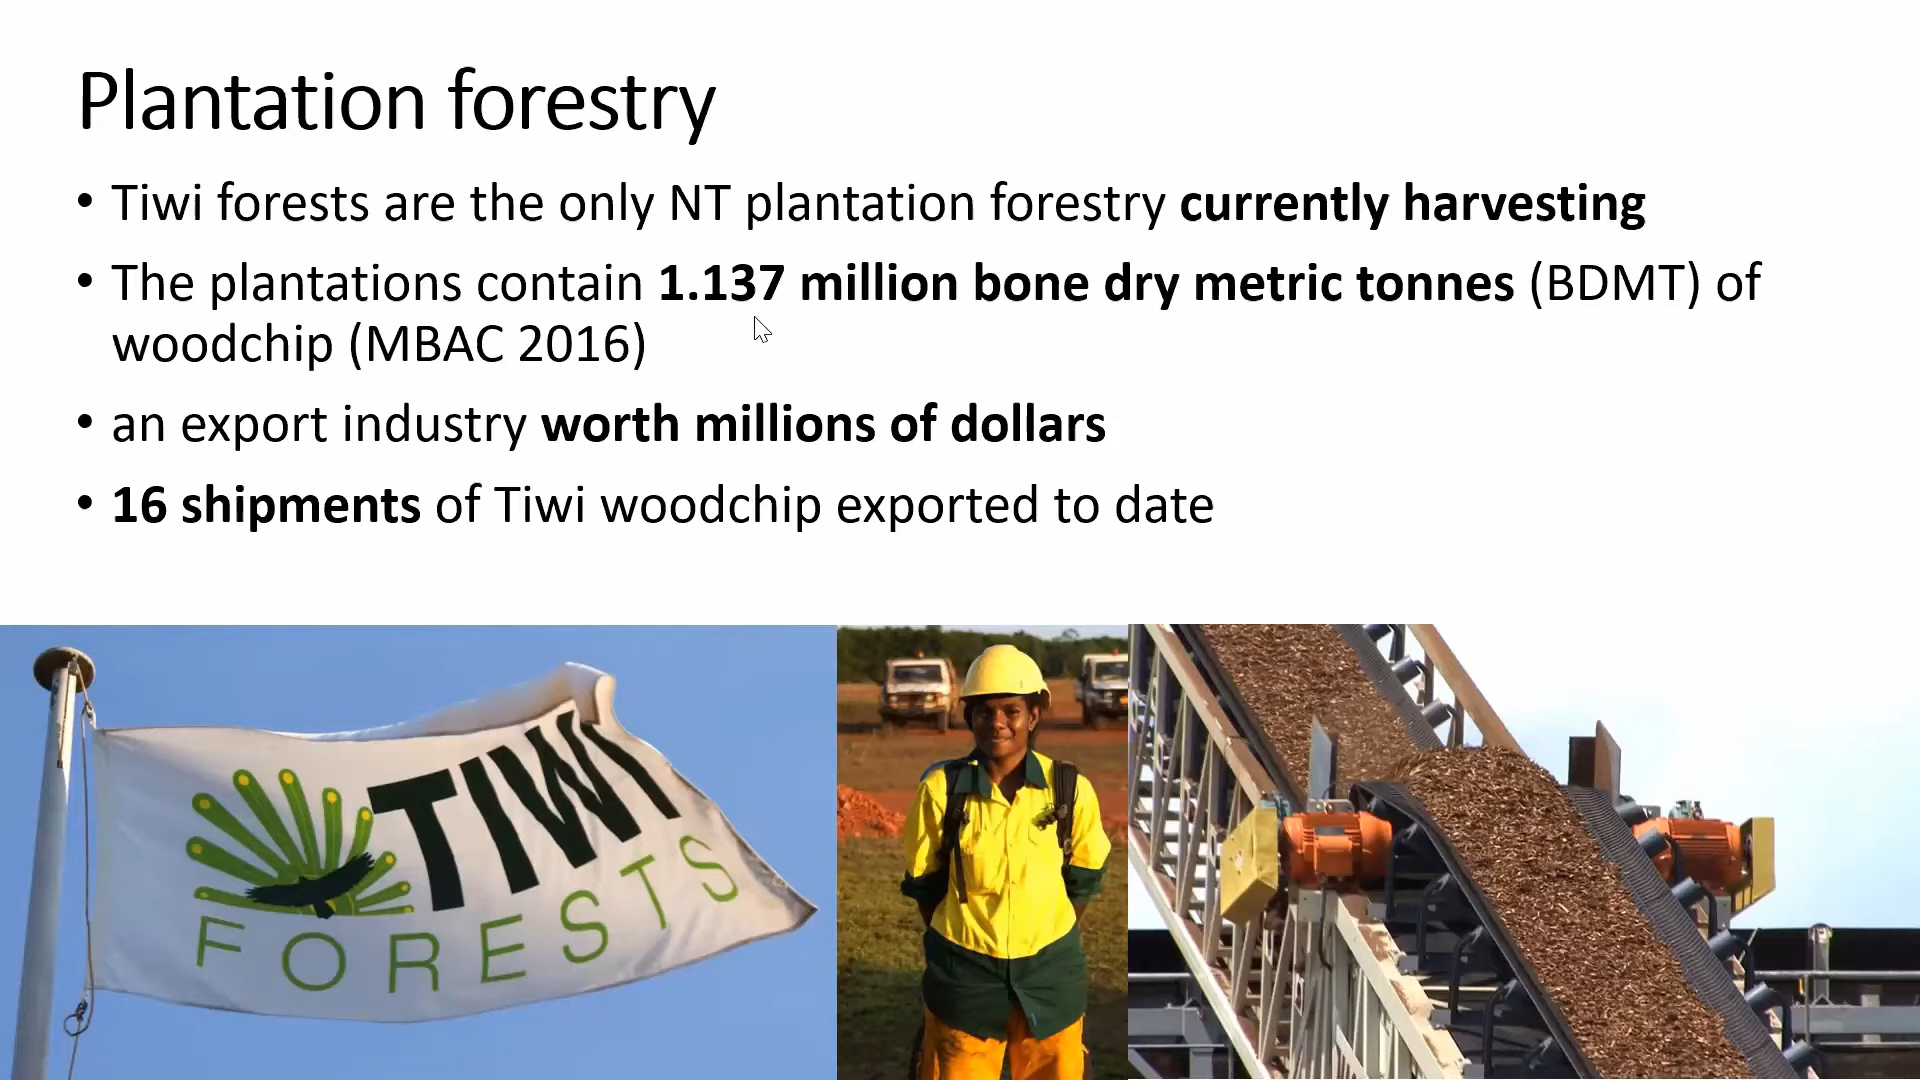 Plantation forestry
• Tiwi forests are the only NT plantation forestry currently harvesting
• The plantations contain 1.137 million bone dry metric tonnes (BDMT) of
woodchip (MBAC 2016)
• an export industry worth millions of dollars
• 16 shipments of Tiwi woodchip exported to date
TIWI
FORESTS